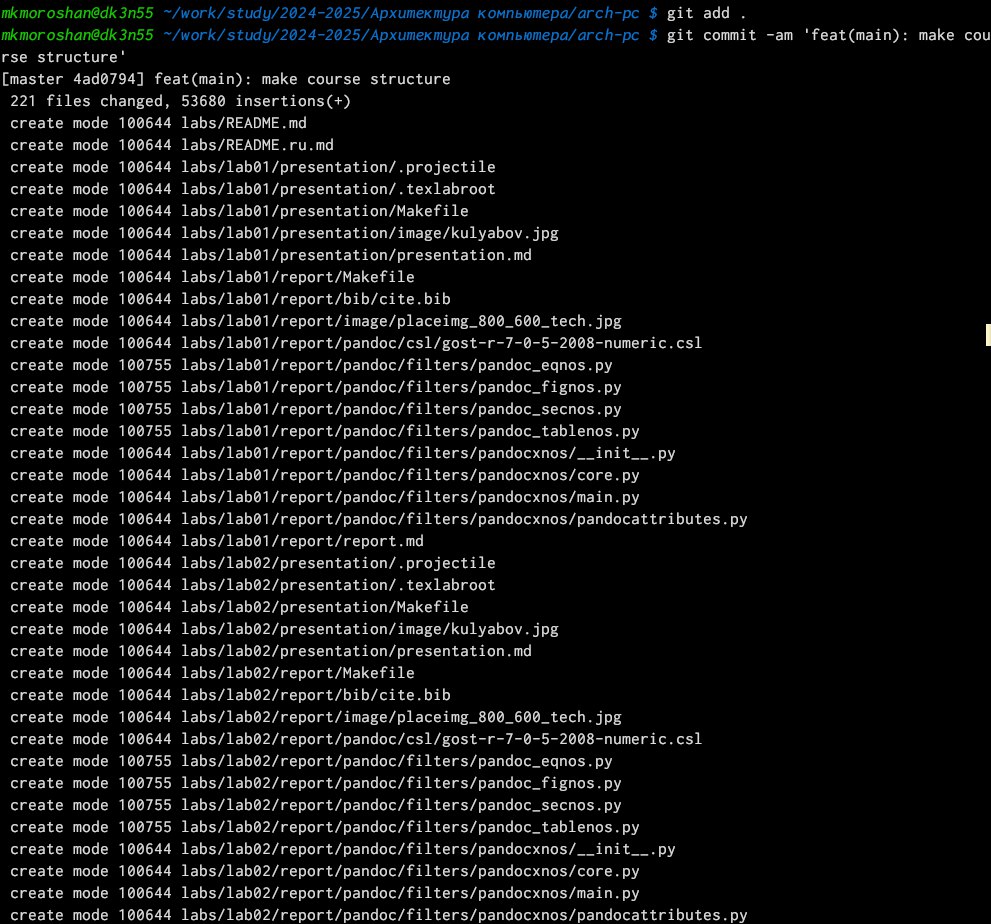 mkmoroshan@dk3n55 ~/work/study/2024-2025/Архитектура компьютера/arch-pc $ git add .
mkmoroshan@dk3n55 ~/work/study/2024-2025/Архитектура компьютера/arch-pc $ git commit -am 'feat(main): make cou
rse structure'
[master 4ad0794] feat(main): make course structure
 221 files changed, 53680 insertions(+)
 create mode 100644 labs/README.md
 create mode 100644 labs/README.ru.md
 create mode 100644 labs/lab01/presentation/.projectile
 create mode 100644 labs/lab01/presentation/.texlabroot
 create mode 100644 labs/lab01/presentation/Makefile
 create mode 100644 labs/lab01/presentation/image/kulyabov.jpg
 create mode 100644 labs/lab01/presentation/presentation.md
 create mode 100644 labs/lab01/report/Makefile
 create mode 100644 labs/lab01/report/bib/cite.bib
 create mode 100644 labs/lab01/report/image/placeimg_800_600_tech.jpg
 create mode 100644 labs/lab01/report/pandoc/csl/gost-r-7-0-5-2008-numeric.csl
 create mode 100755 labs/lab01/report/pandoc/filters/pandoc_eqnos.py
 create mode 100755 labs/lab01/report/pandoc/filters/pandoc_fignos.py
 create mode 100755 labs/lab01/report/pandoc/filters/pandoc_secnos.py
 create mode 100755 labs/lab01/report/pandoc/filters/pandoc_tablenos.py
 create mode 100644 labs/lab01/report/pandoc/filters/pandocxnos/__init__.py
 create mode 100644 labs/lab01/report/pandoc/filters/pandocxnos/core.py
 create mode 100644 labs/lab01/report/pandoc/filters/pandocxnos/main.py
 create mode 100644 labs/lab01/report/pandoc/filters/pandocxnos/pandocattributes.py
 create mode 100644 labs/lab01/report/report.md
 create mode 100644 labs/lab02/presentation/.projectile
 create mode 100644 labs/lab02/presentation/.texlabroot
 create mode 100644 labs/lab02/presentation/Makefile
 create mode 100644 labs/lab02/presentation/image/kulyabov.jpg
 create mode 100644 labs/lab02/presentation/presentation.md
 create mode 100644 labs/lab02/report/Makefile
 create mode 100644 labs/lab02/report/bib/cite.bib
 create mode 100644 labs/lab02/report/image/placeimg_800_600_tech.jpg
 create mode 100644 labs/lab02/report/pandoc/csl/gost-r-7-0-5-2008-numeric.csl
 create mode 100755 labs/lab02/report/pandoc/filters/pandoc_eqnos.py
 create mode 100755 labs/lab02/report/pandoc/filters/pandoc_fignos.py
 create mode 100755 labs/lab02/report/pandoc/filters/pandoc_secnos.py
 create mode 100755 labs/lab02/report/pandoc/filters/pandoc_tablenos.py
 create mode 100644 labs/lab02/report/pandoc/filters/pandocxnos/__init__.py
 create mode 100644 labs/lab02/report/pandoc/filters/pandocxnos/core.py
 create mode 100644 labs/lab02/report/pandoc/filters/pandocxnos/main.py
 create mode 100644 labs/lab02/report/pandoc/filters/pandocxnos/pandocattributes.py